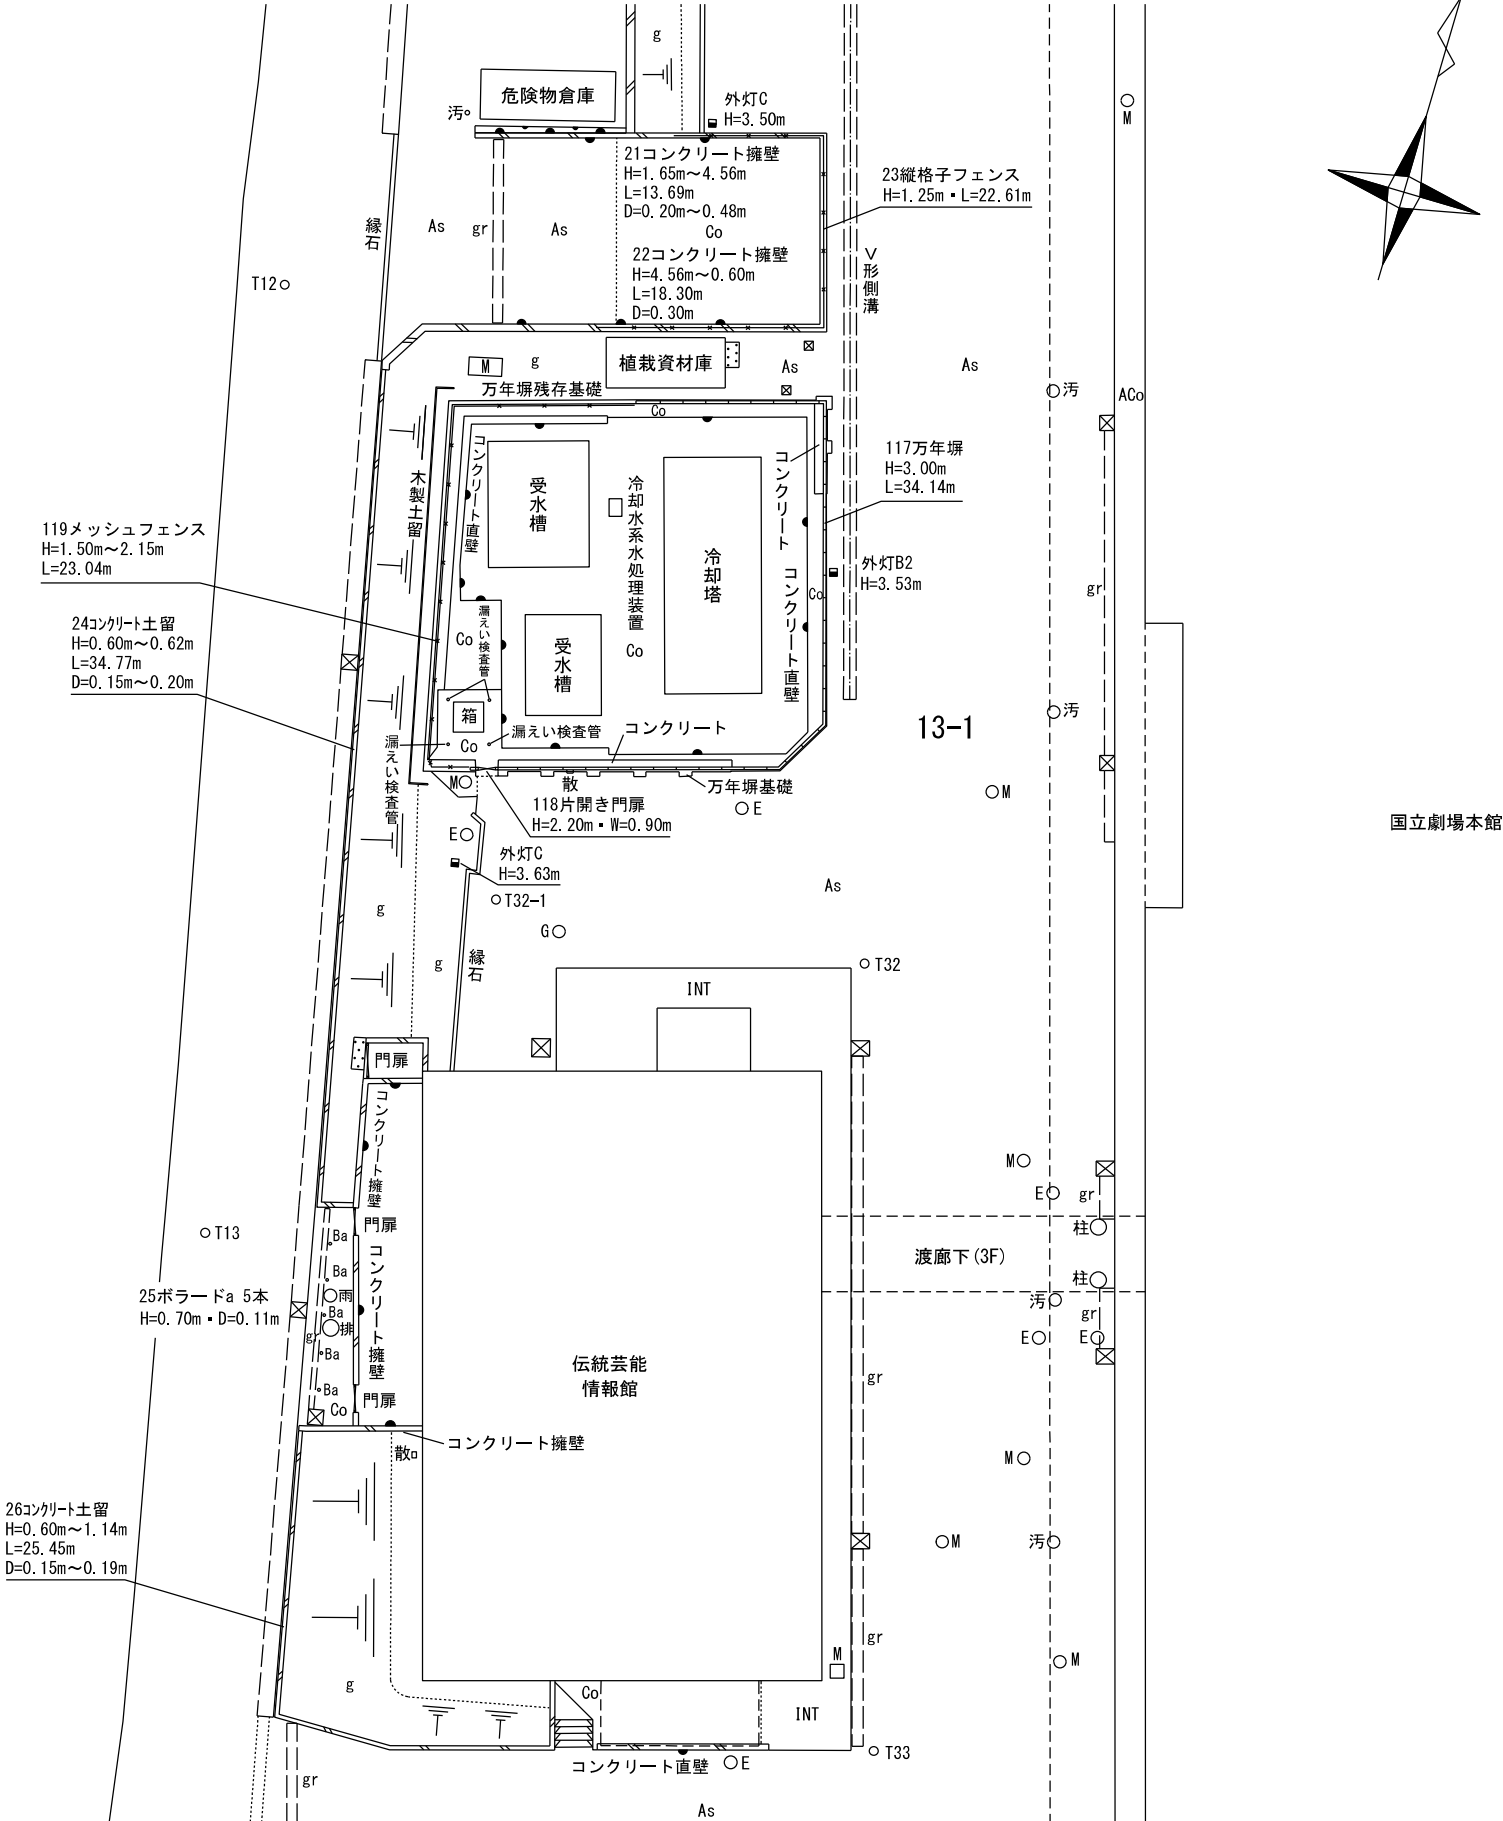 g
危険物倉庫
汚
外灯C
H=3.50m
M
21コンクリート擁壁
H=1.65m～4.56m
L=13.69m
D=0.20m～0.48m
Co
23縦格子フェンス
H=1.25m・L=22.61m
縁石
As
gr
As
22コンクリート擁壁
H=4.56m～0.60m
L=18.30m
D=0.30m
V形側溝
T12
M
g
植栽資材庫
As
As
万年塀残存基礎
汚
ACo
Co
木製土留
コンクリート直壁
受水槽
冷却水系水処理装置
Co
冷却塔
コンクリート
117万年塀
H=3.00m
L=34.14m
119メッシュフェンス
H=1.50m～2.15m
L=23.04m
外灯B2
H=3.53m
コンクリート直壁
Co
gr
24コンクリート土留
H=0.60m～0.62m
L=34.77m
D=0.15m～0.20m
漏えい検査管
Co
受水槽
箱
Co
漏えい検査管
コンクリート
汚
13-1
漏えい検査管
M
散
万年塀基礎
118片開き門扉
H=2.20m・W=0.90m
E
M
E
国立劇場本館
外灯C
H=3.63m
T32-1
As
g
G
g
縁石
T32
INT
門扉
コンクリート擁壁
M
E
gr
柱
門扉
T13
Ba
渡廊下(3F)
コンクリート擁壁
Ba
柱
25ボラードa 5本
H=0.70m・D=0.11m
雨
汚
Ba
gr
排
gr
E
E
Ba
伝統芸能
情報館
gr
Ba
門扉
Co
コンクリート擁壁
散
M
26コンクリート土留
H=0.60m～1.14m
L=25.45m
D=0.15m～0.19m
M
汚
gr
M
M
g
Co
INT
T33
コンクリート直壁
E
gr
As